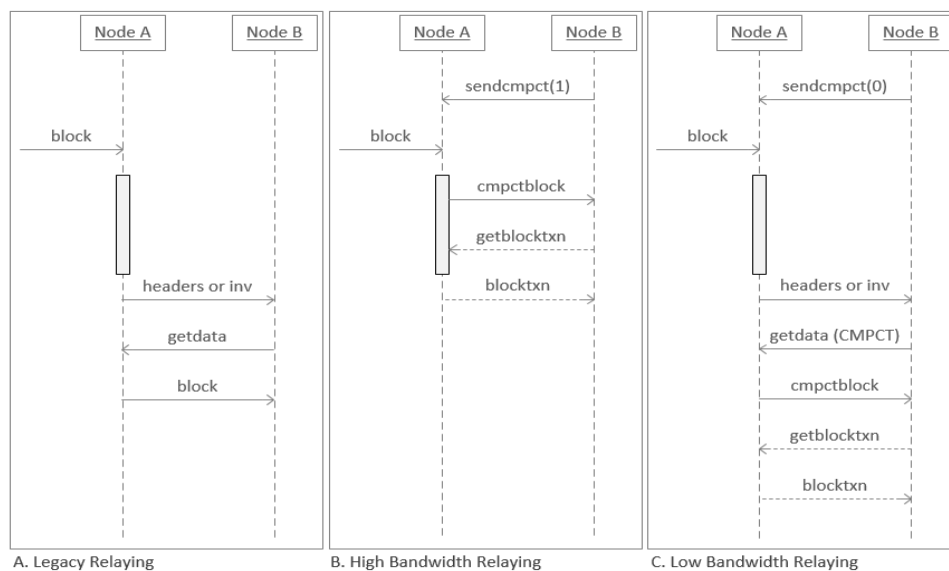 Node A
Node B
block
headers or inv
getdata
block
A. Legacy Relaying
Node A
Node B
sendcmpct(1)
block
cmpctblock
getblocktxn
blocktxn
B. High Bandwidth Relaying
Node A
Node B
sendcmpct(0)
block
headers or inv
getdata (CMPCT)
cmpctblock
getblocktxn
blocktxn
C. Low Bandwidth Relaying